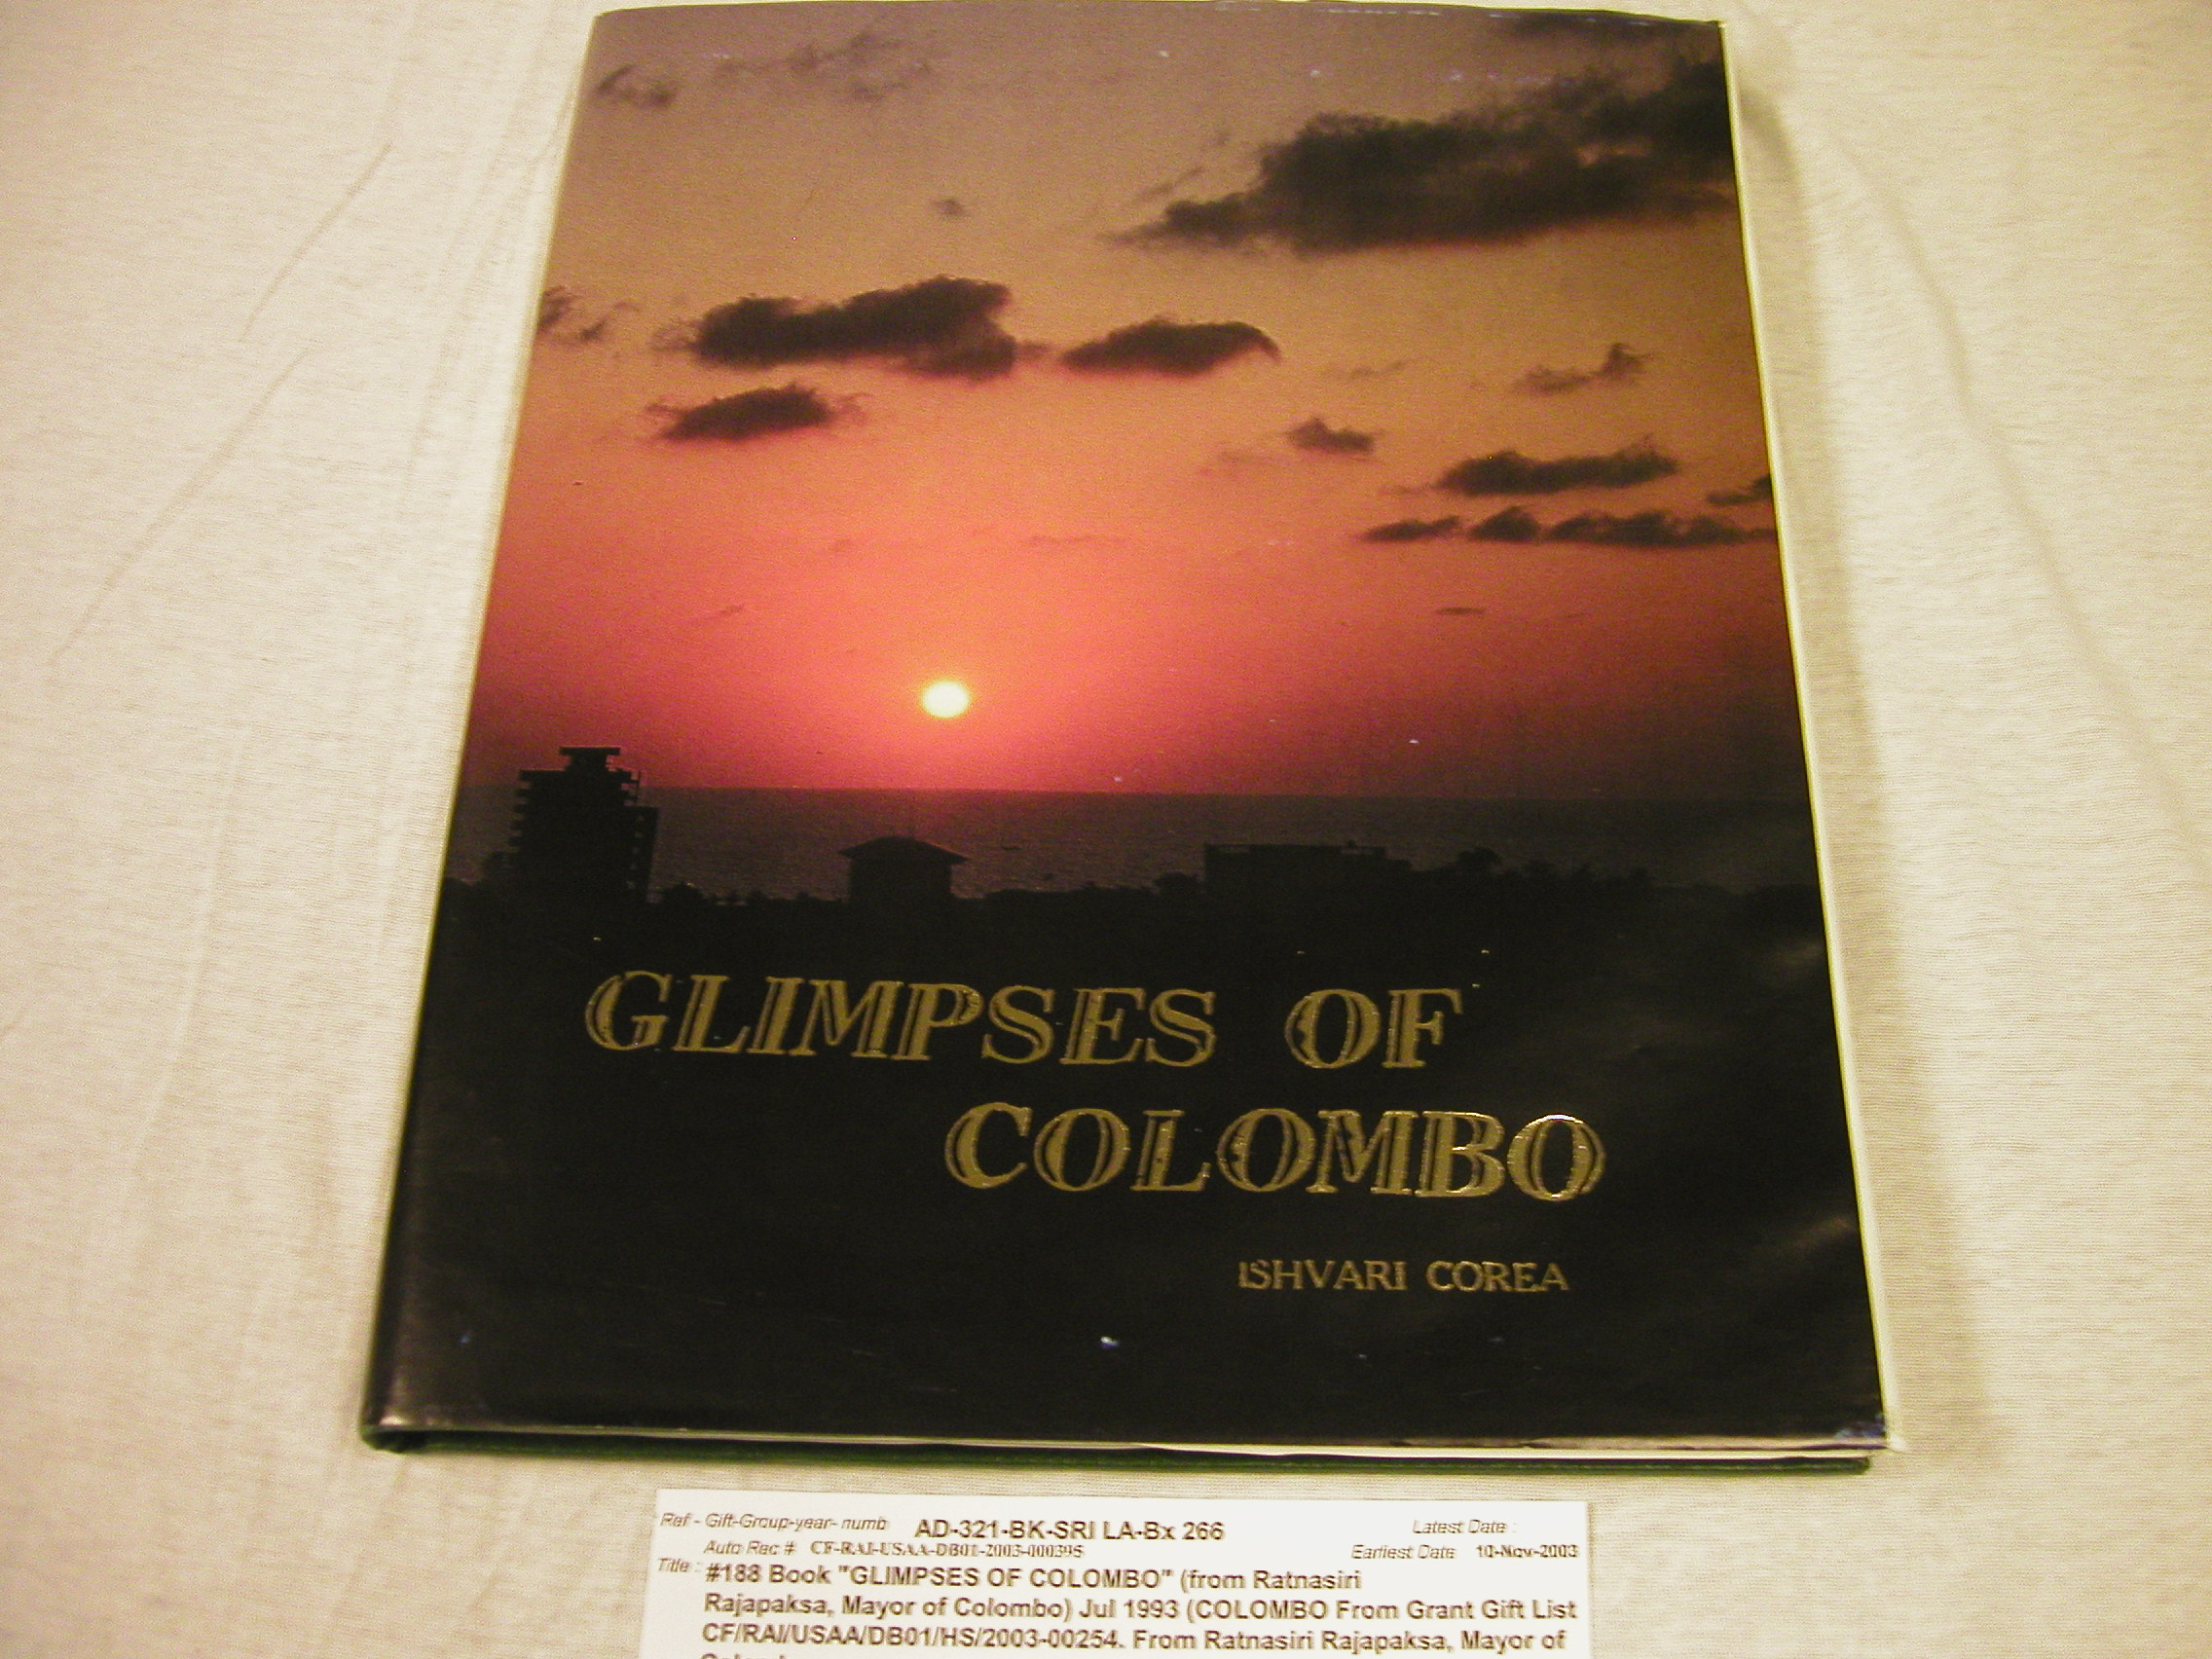 GLIMPSES OF
COLOMBO
ISHVARI COREA
Ref - Gift-Group-year- numb AD-321-BK-SRI LA-Bx 266 Latest Date :
Auto Rec # CF-RAI-USAA-DB01-2003-000395 Earliest Date 10-Nov-2003
Title : #188 Book "GLIMPSES OF COLOMBO" (from Ratnasiri
Rajapaksa, Mayor of Colombo) Jul 1993 (COLOMBO From Grant Gift List
CF/RAI/USAA/DB01/HS/2003-00254. From Ratnasiri Rajapaksa, Mayor of